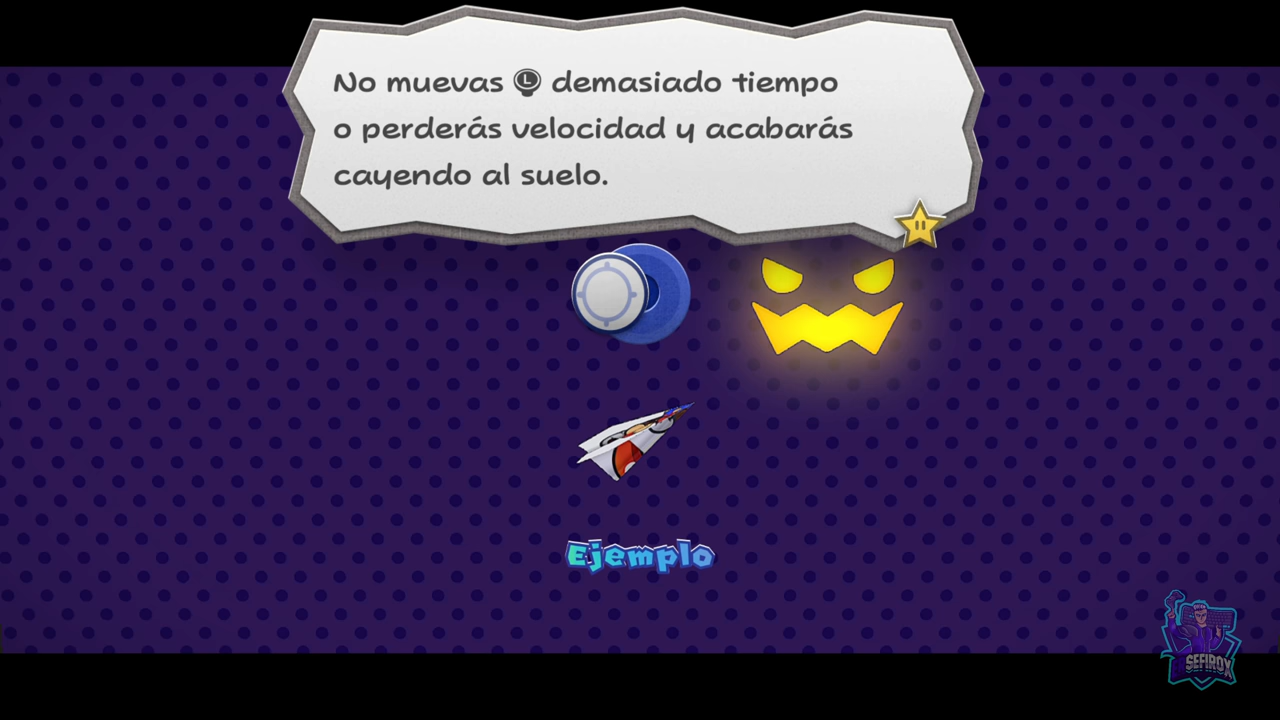 No muevas L demasiado tiempo
o perderás velocidad y acabarás
cayendo al suelo.
Ejemplo
SEFIROX